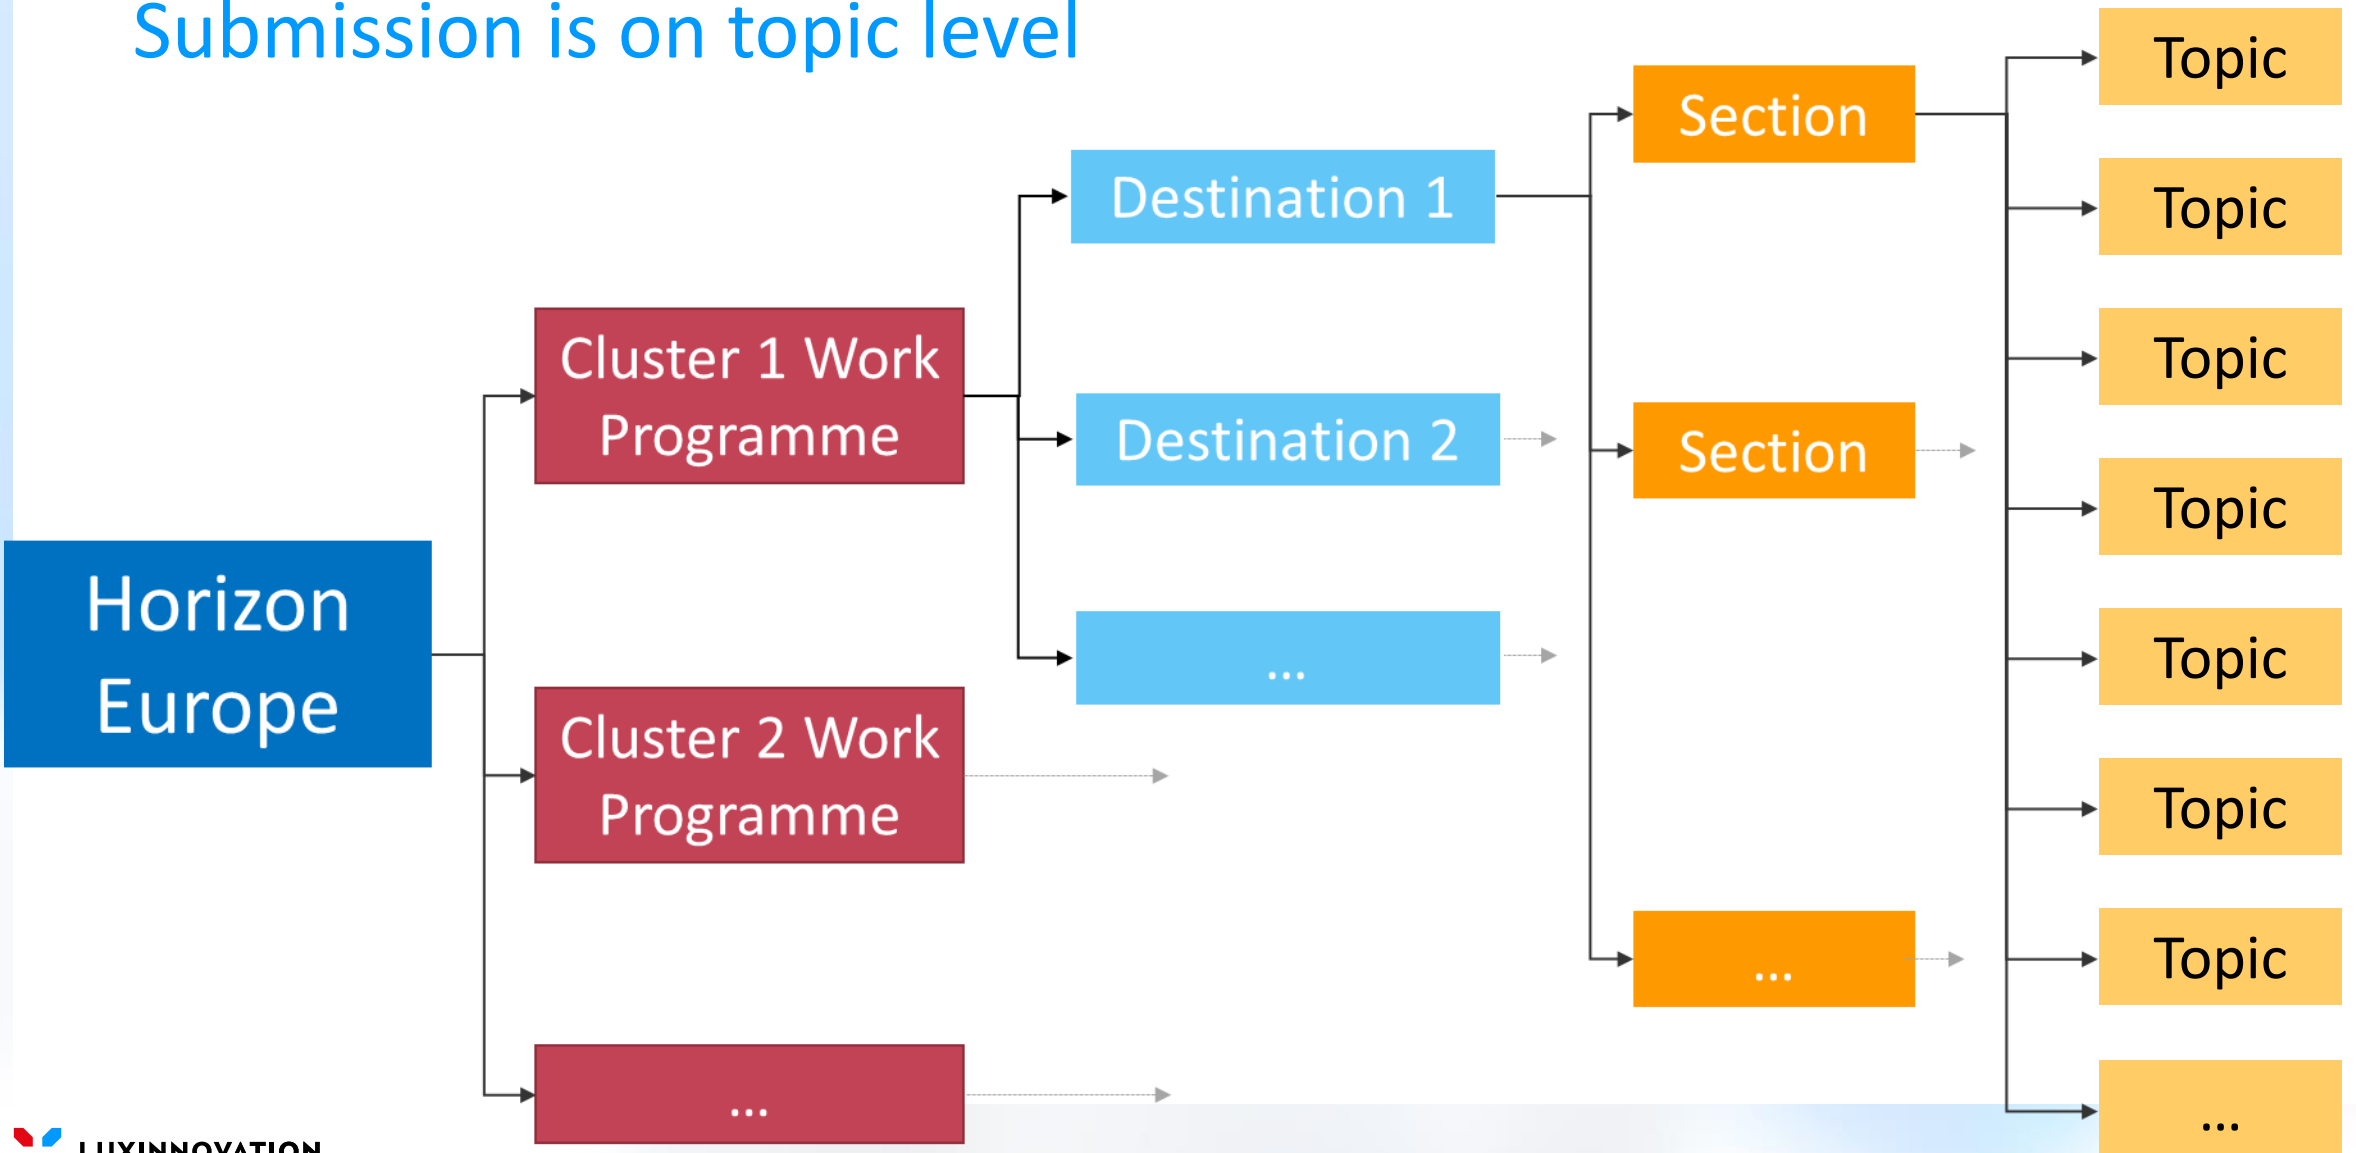 Submission is on topic level
Horizon
Europe
Cluster 1 Work
Programme
Cluster 2 Work
Programme
...
Destination 1
Destination 2
...
Section
Section
...
Topic
Topic
Topic
Topic
Topic
Topic
Topic
...
LUXINNOVATION